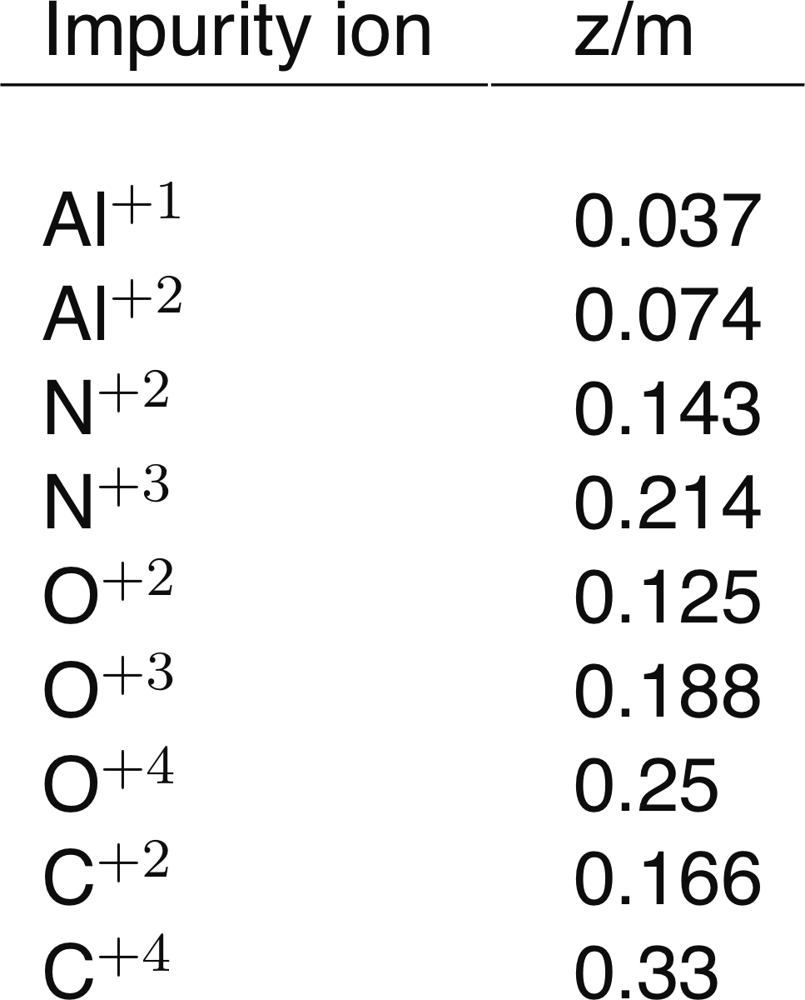 Impurity ion z/m
Al+1 0.037
Al+2 0.074
N+2 0.143
N+3 0.214
O+2 0.125
O+3 0.188
O+4 0.25
C+2 0.166
C+4 0.33